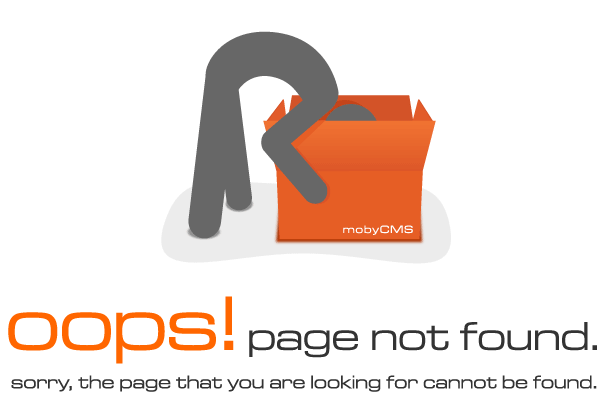 mobyCMS
oops! page not found.
sorry, the page that you are looking for cannot be found.